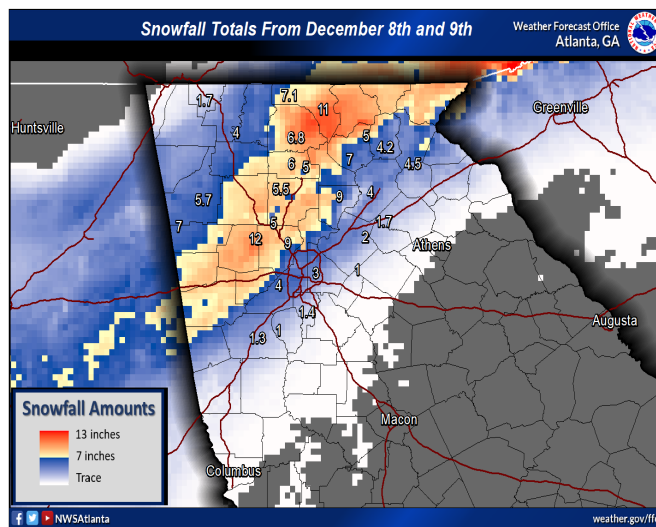 Snowfall Totals From December 8th and 9th
Weather Forecast Office
Atlanta, GA
1.7
7.1
11
Greenville
Huntsville
4
6.8
5
4.2
6
5
7
4.5
5.7
5.5
9
4
7
5
1.7
12
9
2
Athens
3
1
4
1.4
Augusta
1.3
1
Snowfall Amounts
13 inches
7 inches
Trace
Macon
Columbus
NWSAtlanta
weather.gov/ff